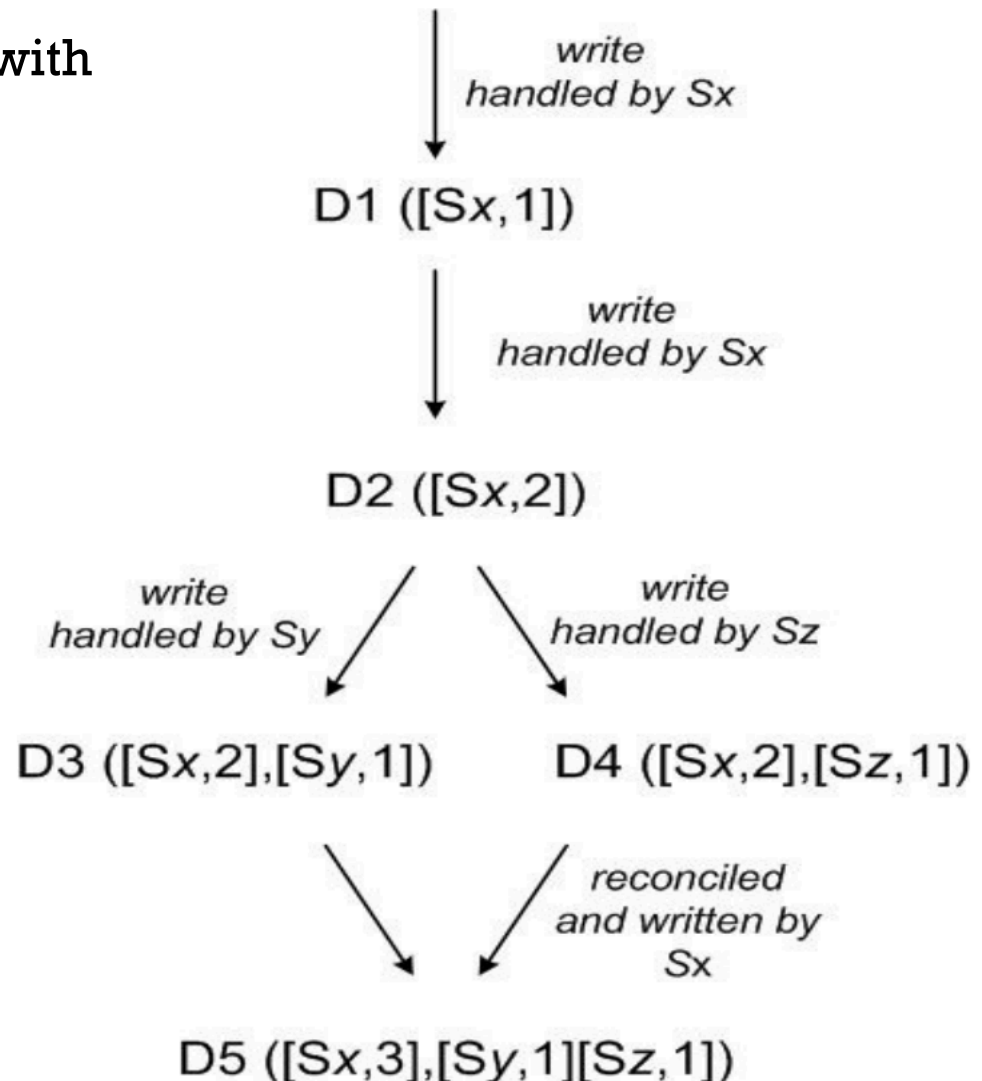 with
write
handled by Sx
D1 ([Sx,1])
write
handled by Sx
D2 ([Sx,2])
write
handled by Sy
write
handled by Sz
D3 ([Sx,2],[Sy,1])
D4 ([Sx,2],[Sz,1])
reconciled
and written by
Sx
D5 ([Sx,3],[Sy,1][Sz,1])